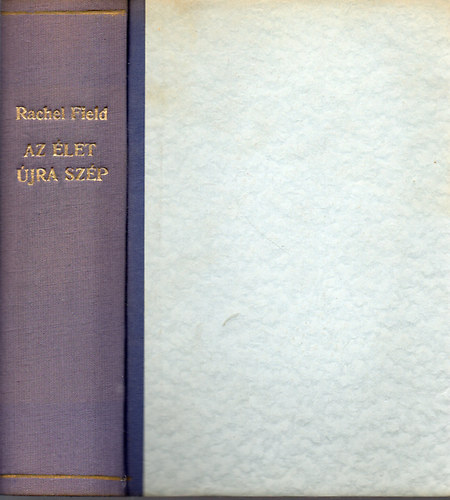 Rachel Field
AZ ÉLET
ÚJRA SZÉP